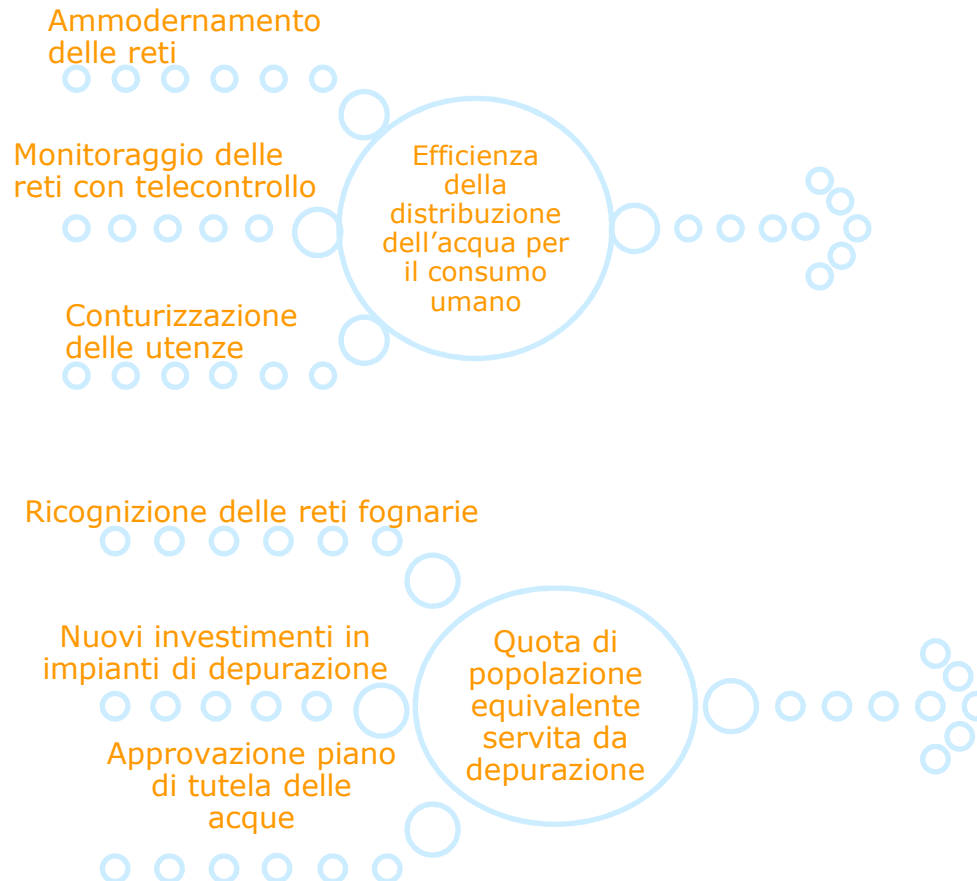 Ammodernamento
delle reti
Monitoraggio delle
reti con telecontrollo
Conturizzazione
delle utenze
Efficienza
della
distribuzione
dell'acqua per
il consumo
umano
Ricognizione delle reti fognarie
Nuovi investimenti in
impianti di depurazione
Approvazione piano
di tutela delle
acque
Quota di
popolazione
equivalente
servita da
depurazione